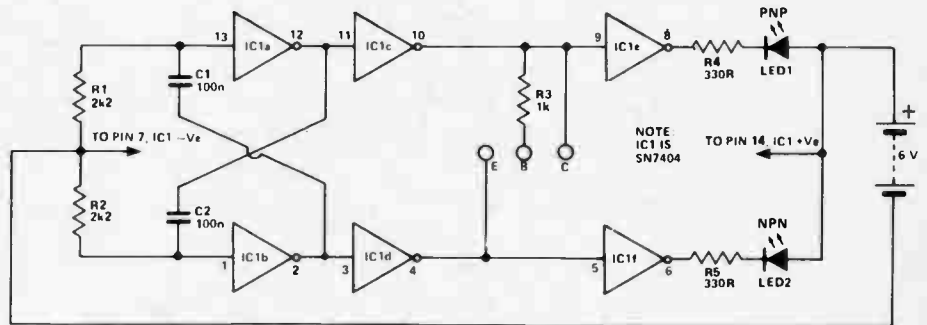 13
IC1a
12
11
IC1c
10
9
IC1e
8
R4
330R
PNP
LED1
R1
2k2
C1
100n
R3
1k
TO PIN 7, IC1 –Ve
NOTE:
IC1 IS
SN7404
TO PIN 14, IC1 +Ve
+
6 V
E
B
C
R2
2k2
C2
100n
1
IC1b
2
3
IC1d
4
5
IC1f
6
R5
330R
NPN
LED2